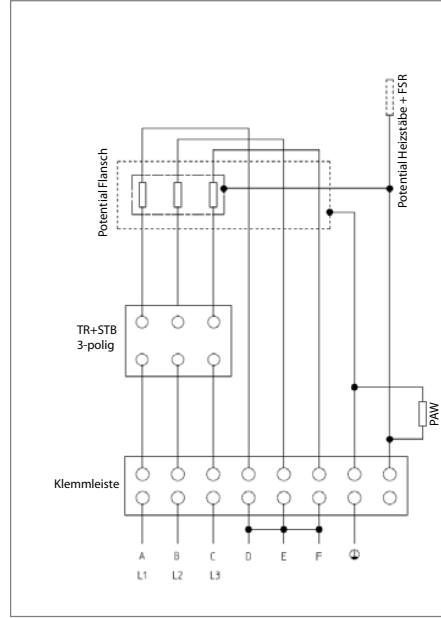 Potential Heizstäbe + FSR
Potential Flansch
TR+STB
3-polig
PAW
Klemmleiste
A B C D E F
L1 L2 L3